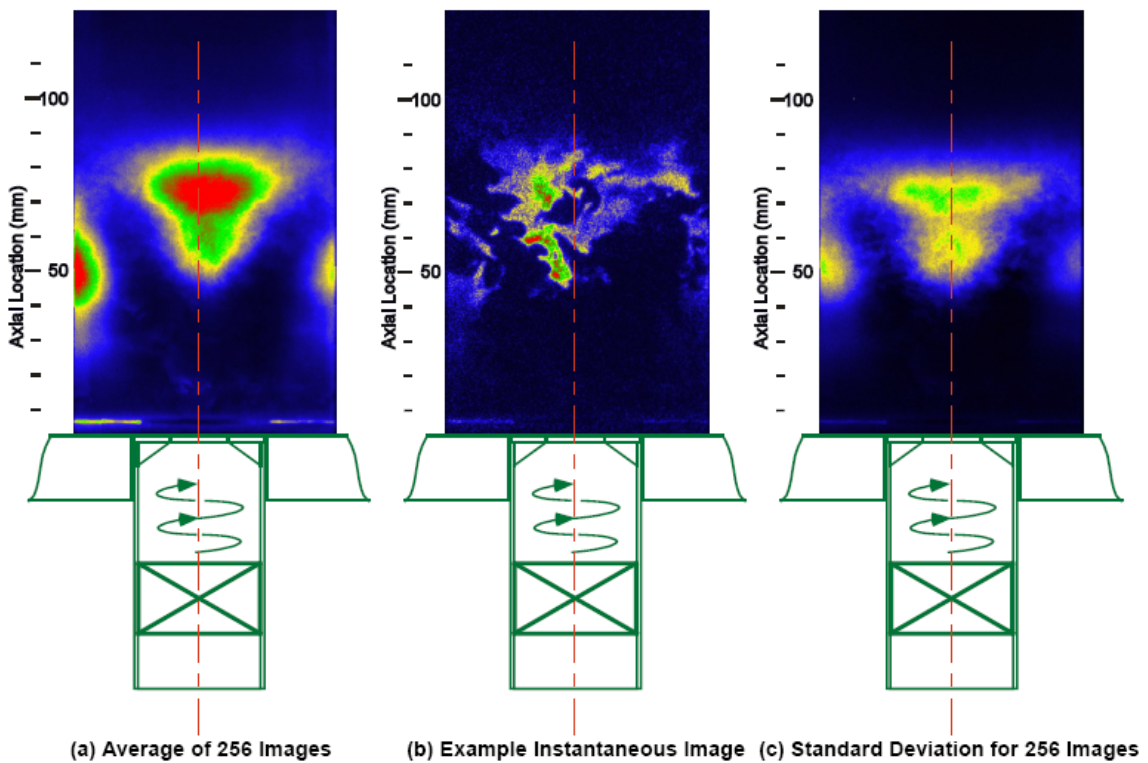 100
50
Axial Location (mm)
100
50
Axial Location (mm)
100
50
Axial Location (mm)
(a) Average of 256 Images
(b) Example Instantaneous Image
(c) Standard Deviation for 256 Images